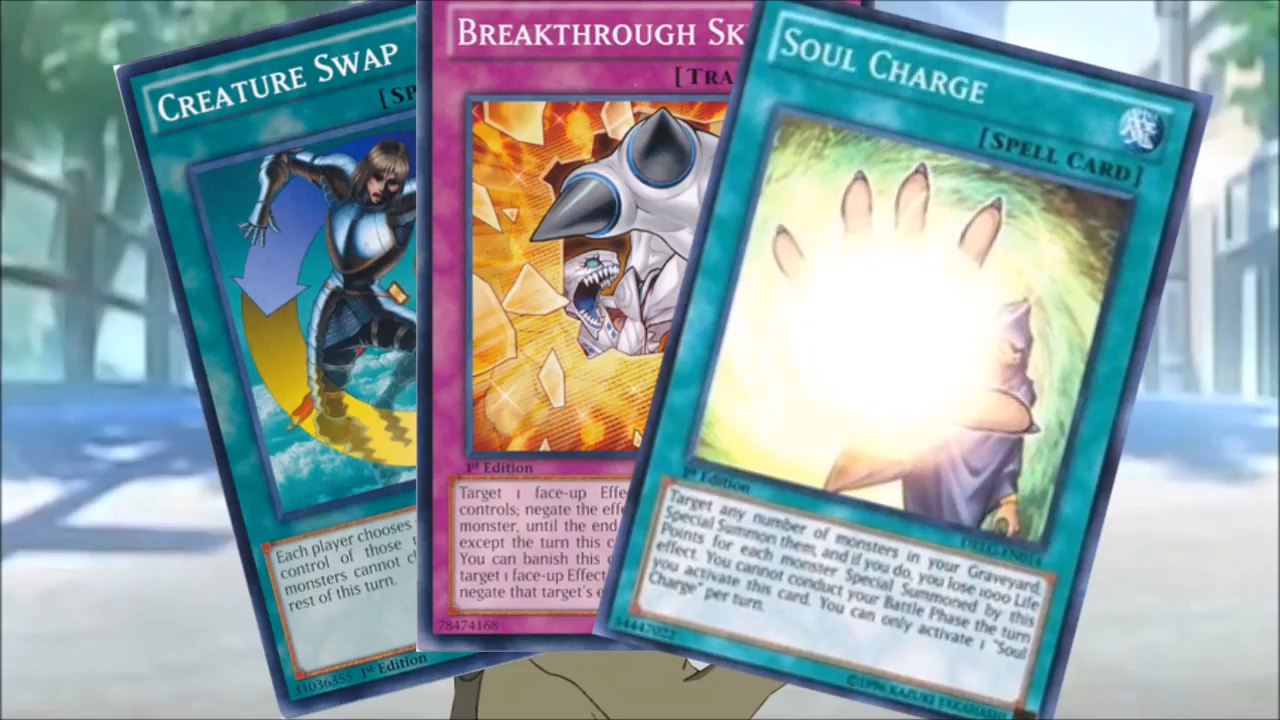 CREATURE SWAP
[SP
Each player chooses
control of those
monsters cannot
rest of this turn.
31036355
1st Edition
BREAKTHROUGH SK
[TRA
1st Edition
Target 1 face-up Effe
controls; negate the effe
monster, until the end
except the turn this c
You can banish this
target 1 face-up Effect
negate that target's e
78474168
SOUL CHARGE
[SPELL CARD]
1st Edition
DRLG-EN014
Target any number of monsters in your Graveyard;
Special Summon them, and if you do, you lose 1000 Life
Points for each monster Special Summoned by this
effect. You cannot conduct your Battle Phase the turn
you activate this card. You can only activate 1 "Soul
Charge" per turn.
54447022
©1996 KAZUKI TAKAHASHI